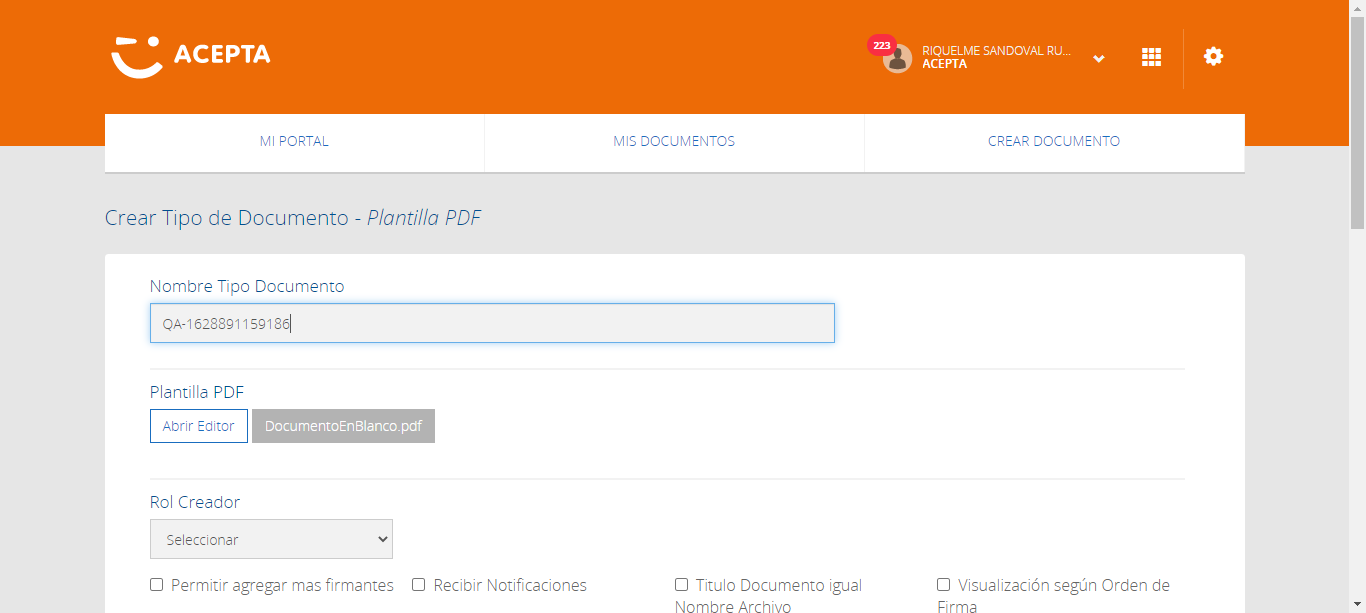 ACEPTA
223
RIQUELME SANDOVAL RU...
ACEPTA
MI PORTAL
MIS DOCUMENTOS
CREAR DOCUMENTO
Crear Tipo de Documento - Plantilla PDF
Nombre Tipo Documento
QA-1628891159186
Plantilla PDF
Abrir Editor
DocumentoEnBlanco.pdf
Rol Creador
Seleccionar
Permitir agregar mas firmantes
Recibir Notificaciones
Titulo Documento igual
Nombre Archivo
Visualización según Orden de
Firma